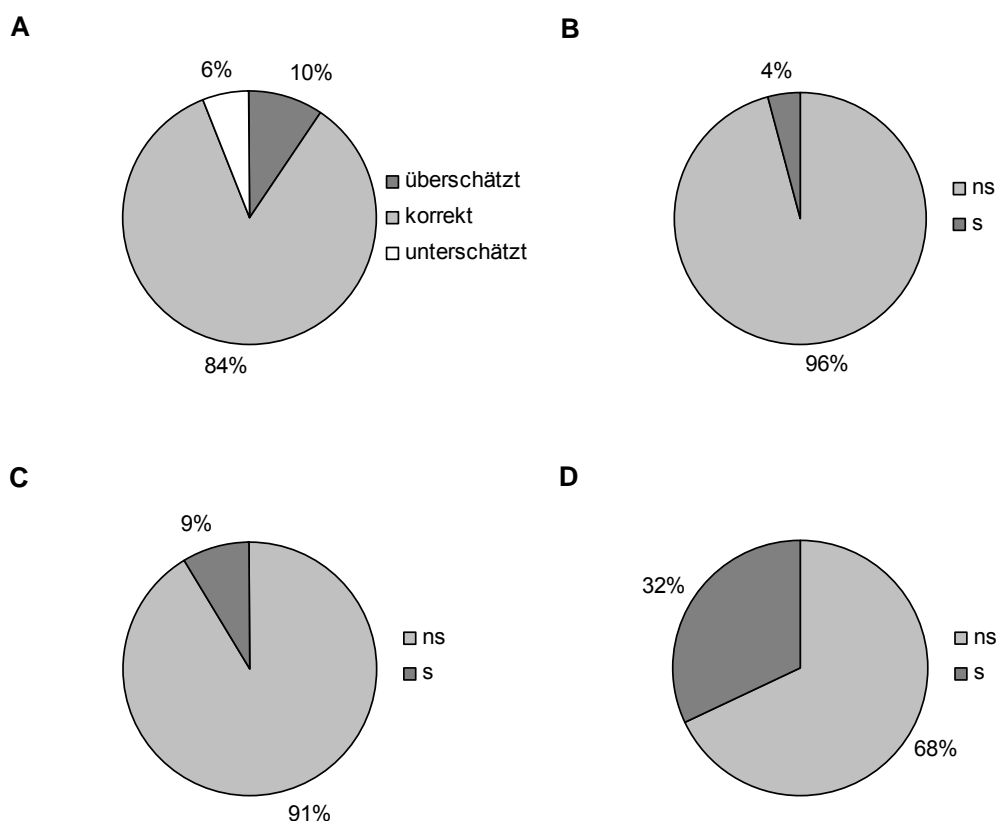 A
6%
10%
überschätzt
korrekt
unterschätzt
84%
B
4%
ns
s
96%
C
9%
ns
s
91%
D
32%
ns
s
68%